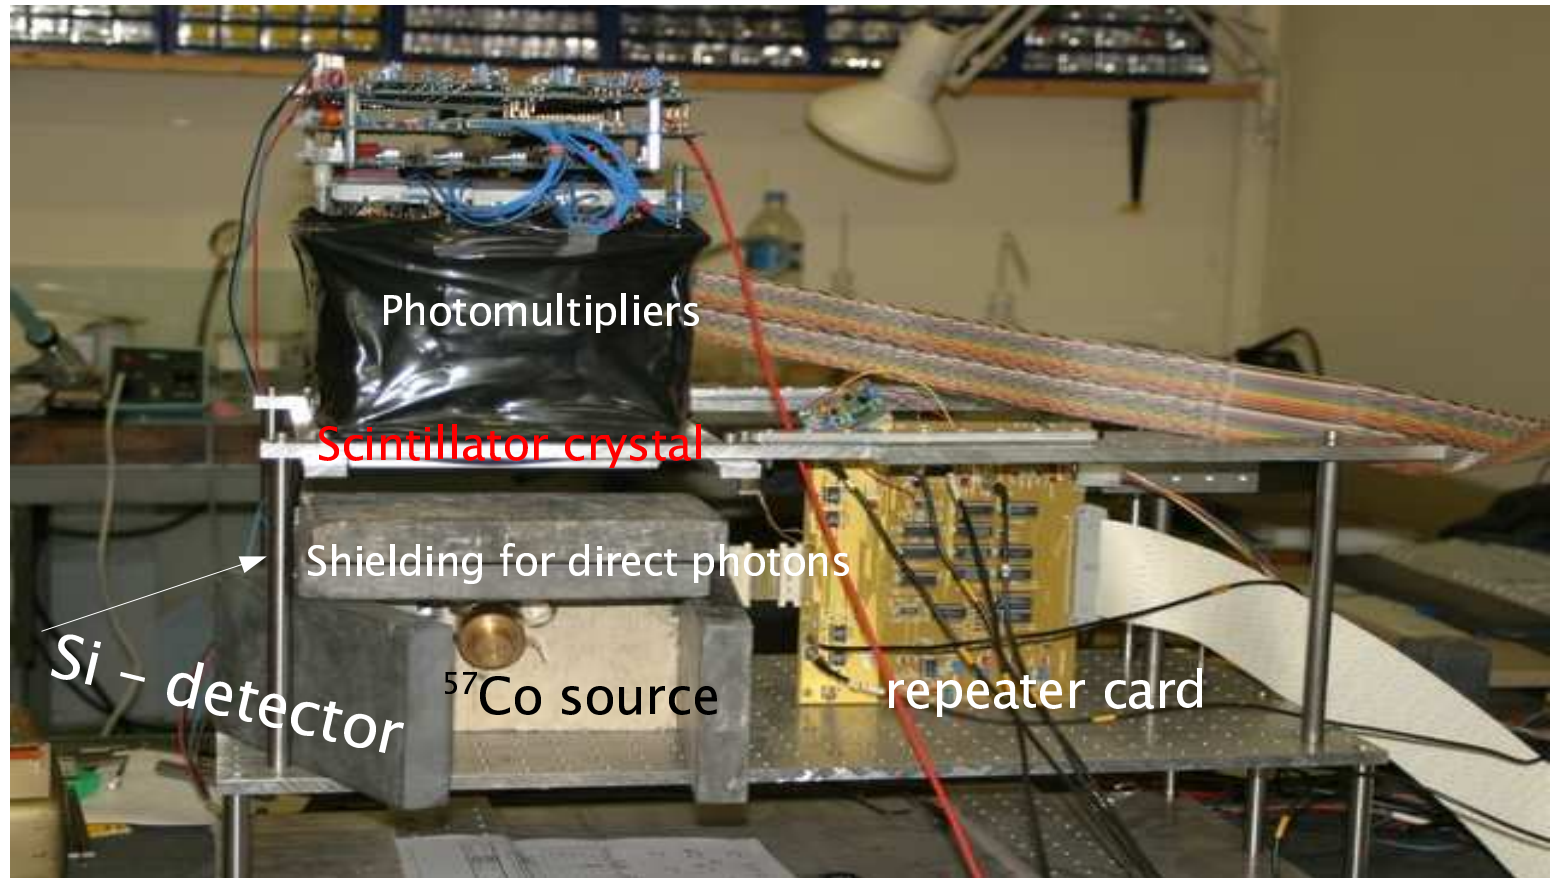 Photomultipliers
Scintillator crystal
Shielding for direct photons
Si – detector
⁵⁷Co source
repeater card